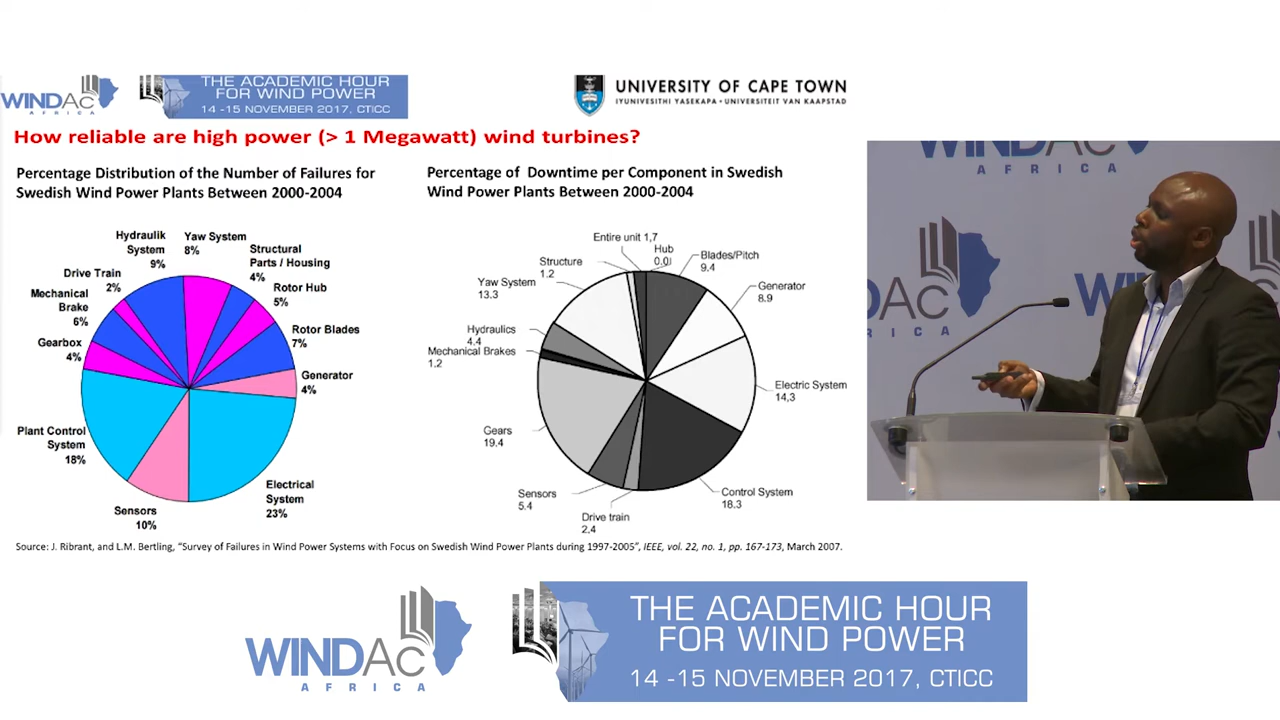 WINDAC
AFRICA
THE ACADEMIC HOUR
FOR WIND POWER
14 -15 NOVEMBER 2017, CTICC
UNIVERSITY OF CAPE TOWN
IYUNIVESITHI YASEKAPA • UNIVERSITEIT VAN KAAPSTAD
How reliable are high power (> 1 Megawatt) wind turbines?
Percentage Distribution of the Number of Failures for
Swedish Wind Power Plants Between 2000-2004
Hydraulik
System
9%
Yaw System
8%
Structural
Parts / Housing
4%
Drive Train
2%
Rotor Hub
5%
Mechanical
Brake
6%
Rotor Blades
7%
Gearbox
4%
Generator
4%
Plant Control
System
18%
Electrical
System
23%
Sensors
10%
Percentage of Downtime per Component in Swedish
Wind Power Plants Between 2000-2004
Entire unit 1,7
Hub
0.0
Blades/Pitch
9.4
Structure
1.2
Yaw System
13.3
Generator
8.9
Hydraulics
4.4
Mechanical Brakes
1.2
Electric System
14,3
Gears
19.4
Control System
18.3
Sensors
5.4
Drive train
2,4
Source: J. Ribrant, and L.M. Bertling, “Survey of Failures in Wind Power Systems with Focus on Swedish Wind Power Plants during 1997-2005”, IEEE, vol. 22, no. 1, pp. 167-173, March 2007.
WINDAC
AFRICA
THE ACADEMIC HOUR
FOR WIND POWER
14 -15 NOVEMBER 2017, CTICC